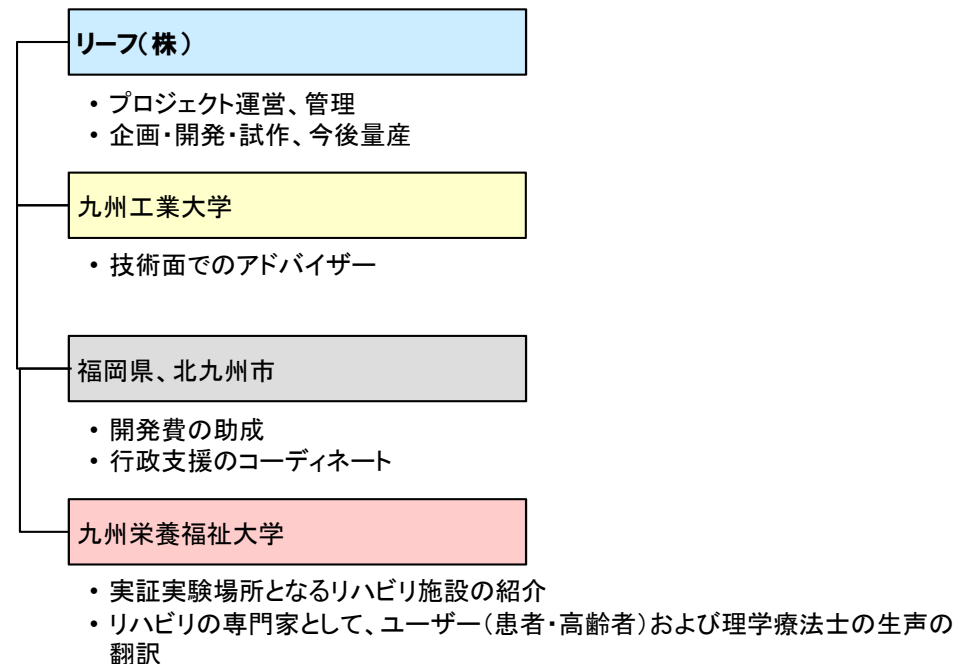 リーフ（株）
• プロジェクト運営、管理
• 企画・開発・試作、今後量産
九州工業大学
• 技術面でのアドバイザー
福岡県、北九州市
• 開発費の助成
• 行政支援のコーディネート
九州栄養福祉大学
• 実証実験場所となるリハビリ施設の紹介
• リハビリの専門家として、ユーザー（患者・高齢者）および理学療法士の生声の
翻訳